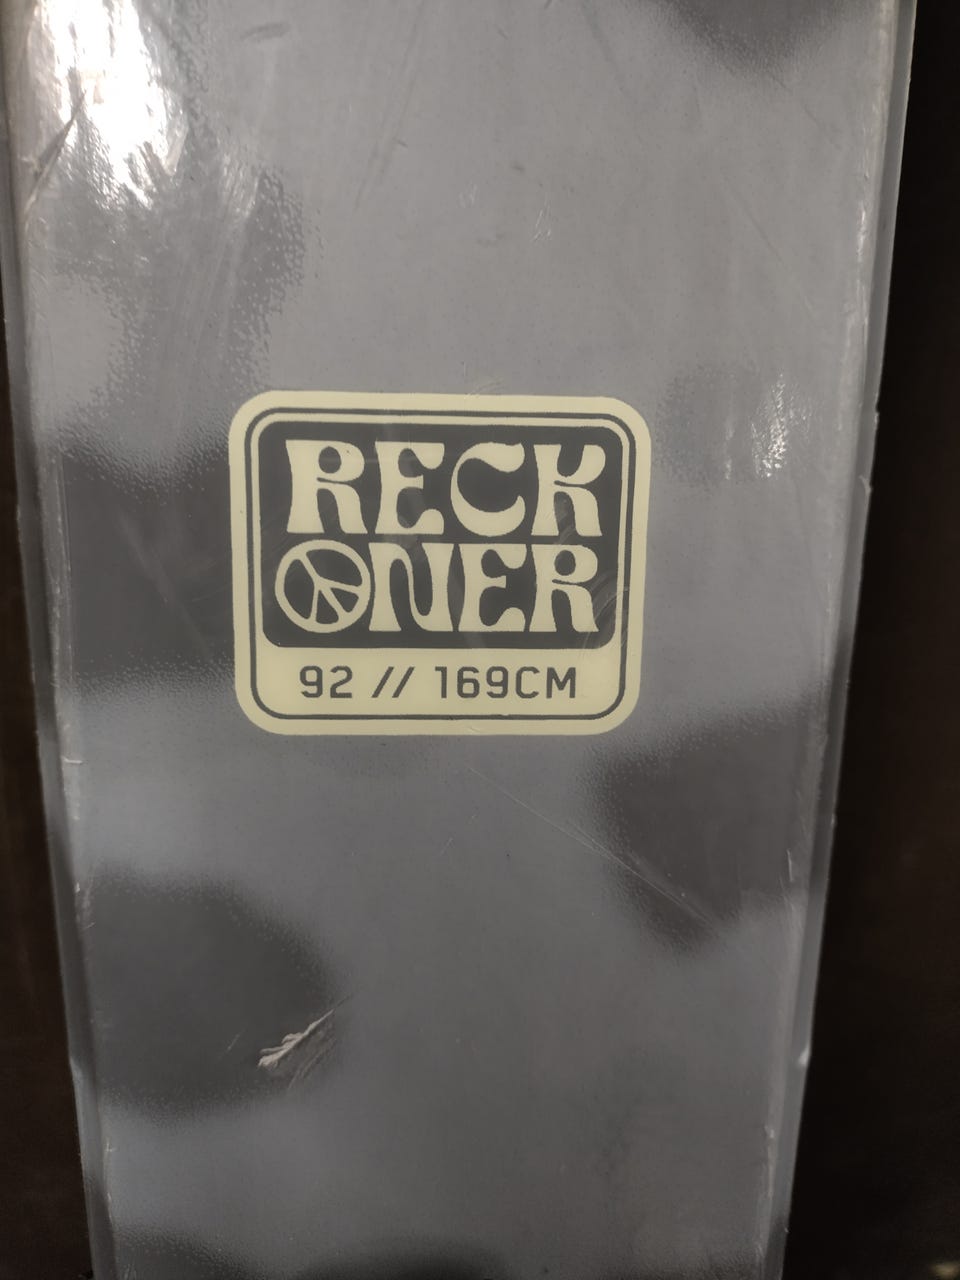 RECK
ONER
92 // 169CM